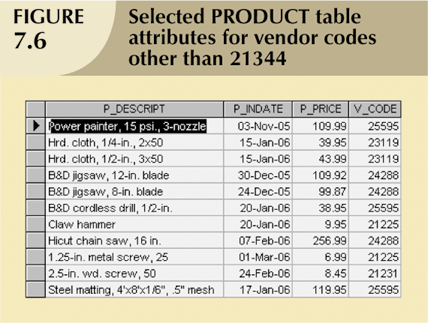 FIGURE 7.6
Selected PRODUCT table
attributes for vendor codes
other than 21344
P_DESCRIPT P_INDATE P_PRICE V_CODE
Power painter, 15 psi., 3-nozzle 03-Nov-05 109.99 25595
Hrd. cloth, 1/4-in., 2x50 15-Jan-06 39.95 23119
Hrd. cloth, 1/2-in., 3x50 15-Jan-06 43.99 23119
B&D jigsaw, 12-in. blade 30-Dec-05 109.92 24288
B&D jigsaw, 8-in. blade 24-Dec-05 99.87 24288
B&D cordless drill, 1/2-in. 20-Jan-06 38.95 25595
Claw hammer 20-Jan-06 9.95 21225
Hicut chain saw, 16 in. 07-Feb-06 256.99 24288
1.25-in. metal screw, 25 01-Mar-06 6.99 21225
2.5-in. wd. screw, 50 24-Feb-06 8.45 21231
Steel matting, 4'x8'x1/6", .5" mesh 17-Jan-06 119.95 25595